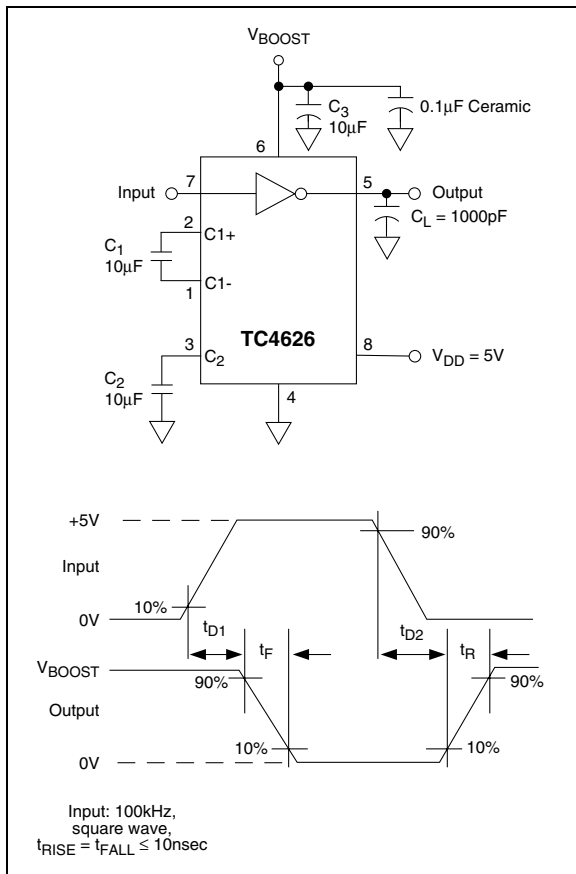 VBOOST
C3
10µF
0.1µF Ceramic
6
Input
7
5
Output
CL = 1000pF
2
C1+
C1
10µF
C1-
1
TC4626
3
C2
8
VDD = 5V
C2
10µF
4
+5V
90%
Input
10%
0V
tD1
tF
tD2
tR
VBOOST
90%
90%
Output
10%
10%
0V
Input: 100kHz,
square wave,
tRISE = tFALL ≤ 10nsec